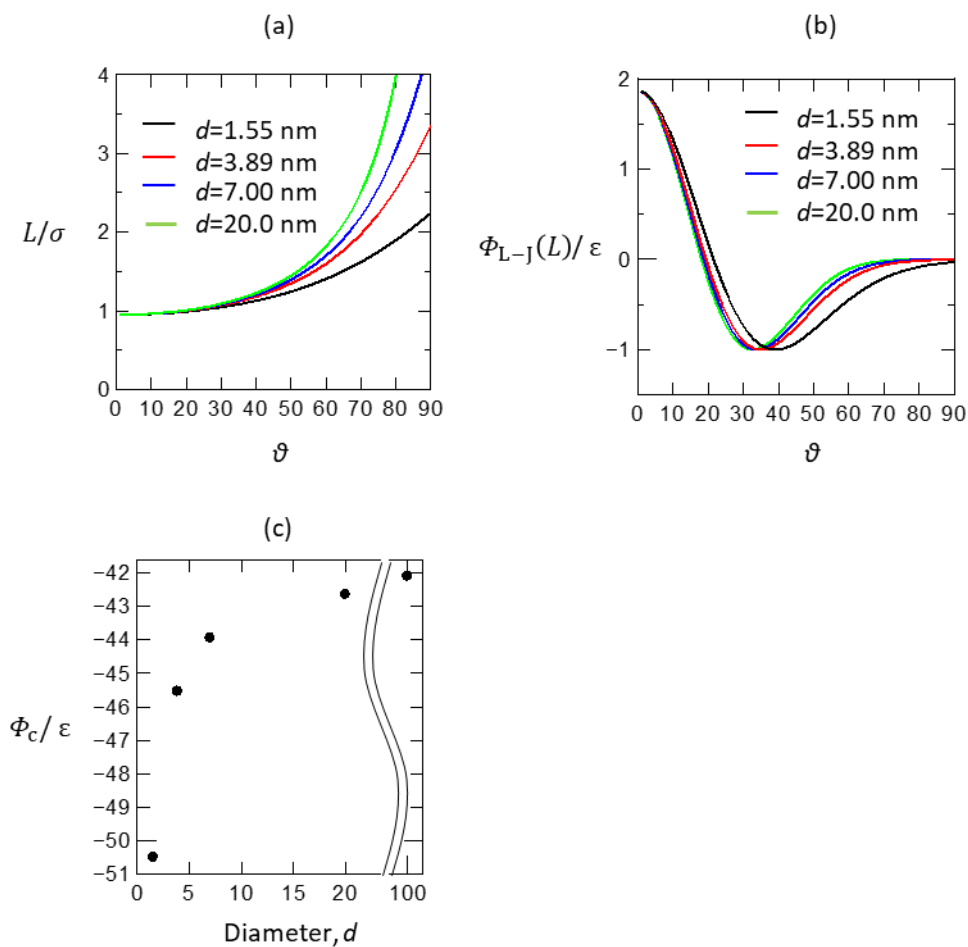 (a)
L/σ
4
3
2
1
0
d=1.55 nm
d=3.89 nm
d=7.00 nm
d=20.0 nm
0 10 20 30 40 50 60 70 80 90
ϑ
(b)
Φ_L−J(L)/ ε
2
1
0
−1
d=1.55 nm
d=3.89 nm
d=7.00 nm
d=20.0 nm
0 10 20 30 40 50 60 70 80 90
ϑ
(c)
Φ_c/ ε
−42
−43
−44
−45
−46
−47
−48
−49
−50
−51
0 5 10 15 20 100
Diameter, d